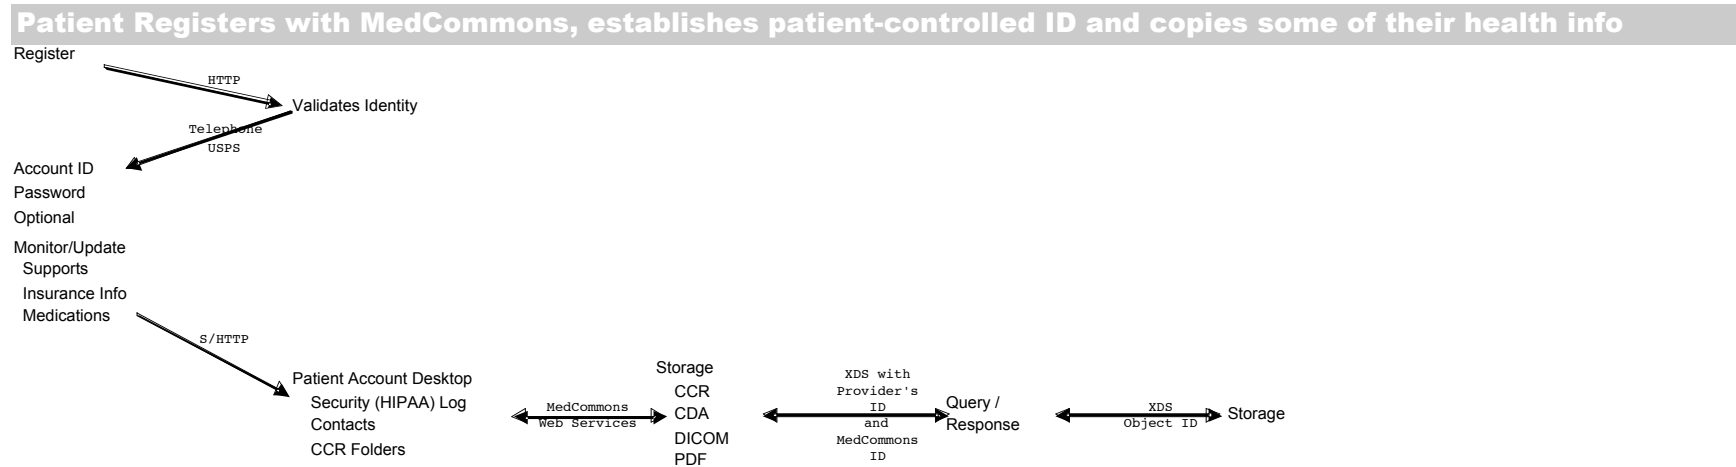 Patient Registers with MedCommons, establishes patient-controlled ID and copies some of their health info
Register
HTTP
Validates Identity
Telephone
USPS
Account ID
Password
Optional
Monitor/Update
Supports
Insurance Info
Medications
S/HTTP
Patient Account Desktop
Security (HIPAA) Log
Contacts
CCR Folders
MedCommons
Web Services
Storage
CCR
CDA
DICOM
PDF
XDS with
Provider's
ID
and
MedCommons
ID
Query /
Response
XDS
Object ID
Storage